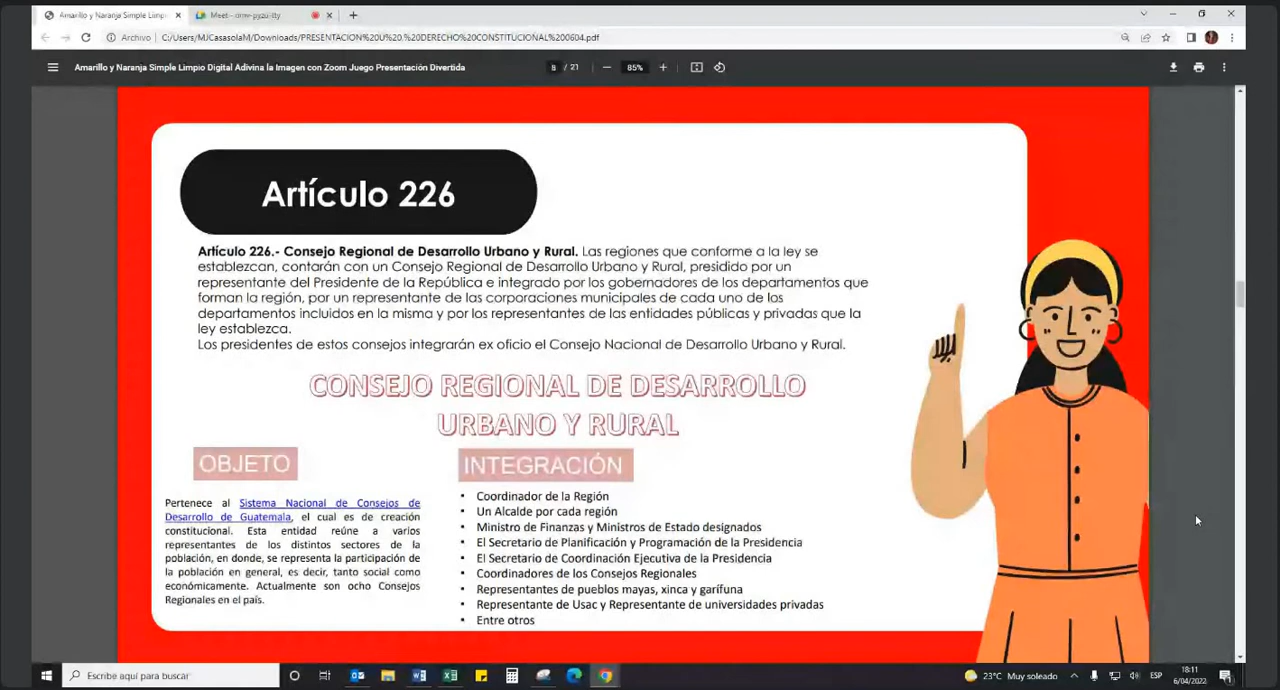 Amarillo y Naranja Simple Limp
Meet - nmv-pyzu-tty
Archivo
C:/Users/MJCasasolaM/Downloads/PRESENTACION%20U%20.%20DERECHO%20CONSTITUCIONAL%200604.pdf
Amarillo y Naranja Simple Limpio Digital Adivina la Imagen con Zoom Juego Presentación Divertida
8 / 21
85%
Artículo 226
Artículo 226.- Consejo Regional de Desarrollo Urbano y Rural. Las regiones que conforme a la ley se
establezcan, contarán con un Consejo Regional de Desarrollo Urbano y Rural, presidido por un
representante del Presidente de la República e integrado por los gobernadores de los departamentos que
forman la región, por un representante de las corporaciones municipales de cada uno de los
departamentos incluidos en la misma y por los representantes de las entidades públicas y privadas que la
ley establezca.
Los presidentes de estos consejos integrarán ex oficio el Consejo Nacional de Desarrollo Urbano y Rural.
CONSEJO REGIONAL DE DESARROLLO
URBANO Y RURAL
OBJETO
Pertenece al Sistema Nacional de Consejos de
Desarrollo de Guatemala, el cual es de creación
constitucional. Esta entidad reúne a varios
representantes de los distintos sectores de la
población, en donde, se representa la participación de
la población en general, es decir, tanto social como
económicamente. Actualmente son ocho Consejos
Regionales en el país.
INTEGRACIÓN
• Coordinador de la Región
• Un Alcalde por cada región
• Ministro de Finanzas y Ministros de Estado designados
• El Secretario de Planificación y Programación de la Presidencia
• El Secretario de Coordinación Ejecutiva de la Presidencia
• Coordinadores de los Consejos Regionales
• Representantes de pueblos mayas, xinca y garífuna
• Representante de Usac y Representante de universidades privadas
• Entre otros
Escribe aquí para buscar
23°C Muy soleado
ESP
18:11
6/04/2022